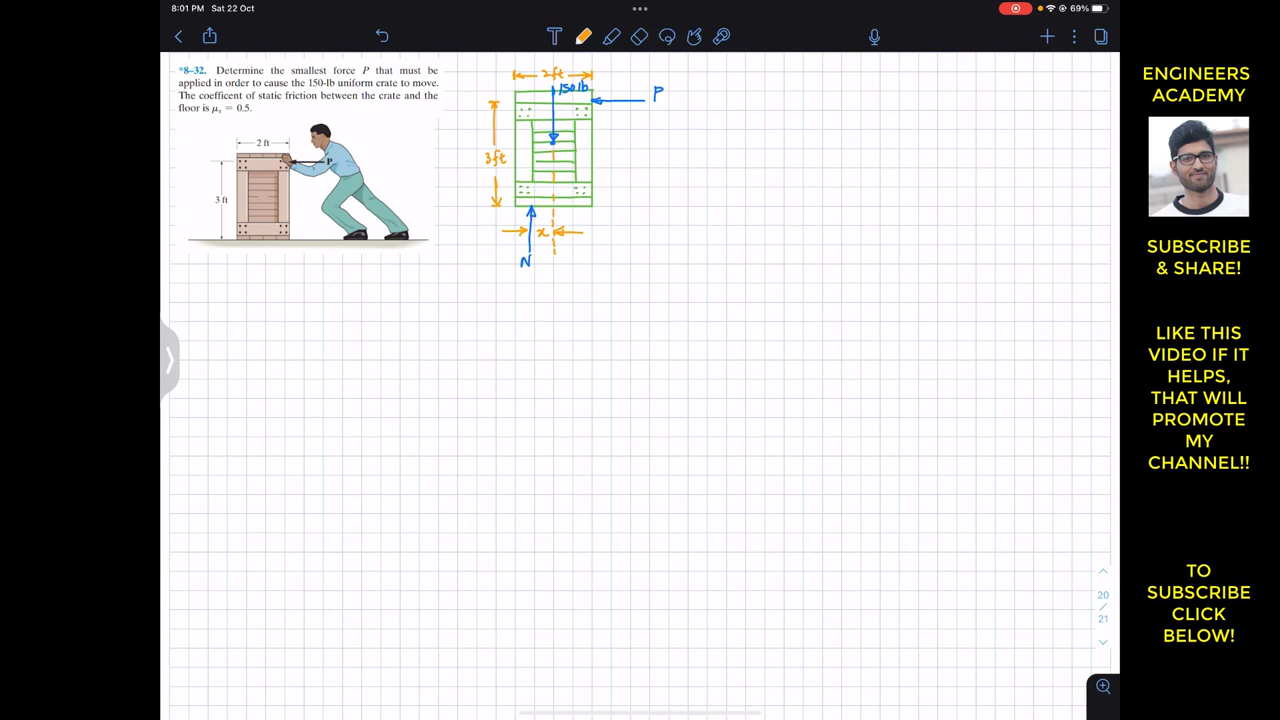 8:01 PM Sat 22 Oct
69%
*8–32. Determine the smallest force P that must be
applied in order to cause the 150-lb uniform crate to move.
The coefficent of static friction between the crate and the
floor is μs = 0.5.
2 ft
P
3 ft
2ft
150lb
P
3ft
x
N
ENGINEERS
ACADEMY
SUBSCRIBE
& SHARE!
LIKE THIS
VIDEO IF IT
HELPS,
THAT WILL
PROMOTE
MY
CHANNEL!!
TO
SUBSCRIBE
CLICK
BELOW!
20
/
21